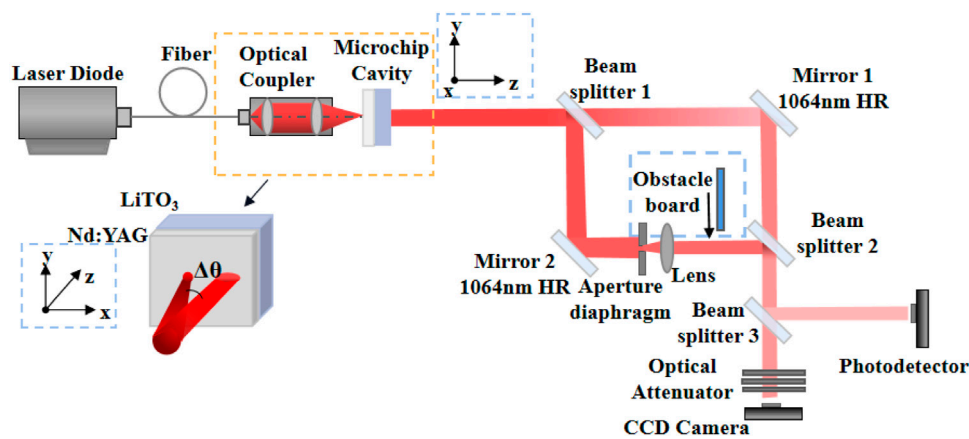 Laser Diode
Fiber
Optical
Coupler
Microchip
Cavity
y
x
z
Beam
splitter 1
Mirror 1
1064nm HR
LiTO3
Nd:YAG
Δθ
y
z
x
Obstacle
board
Mirror 2
1064nm HR
Aperture
diaphragm
Lens
Beam
splitter 2
Beam
splitter 3
Photodetector
Optical
Attenuator
CCD Camera